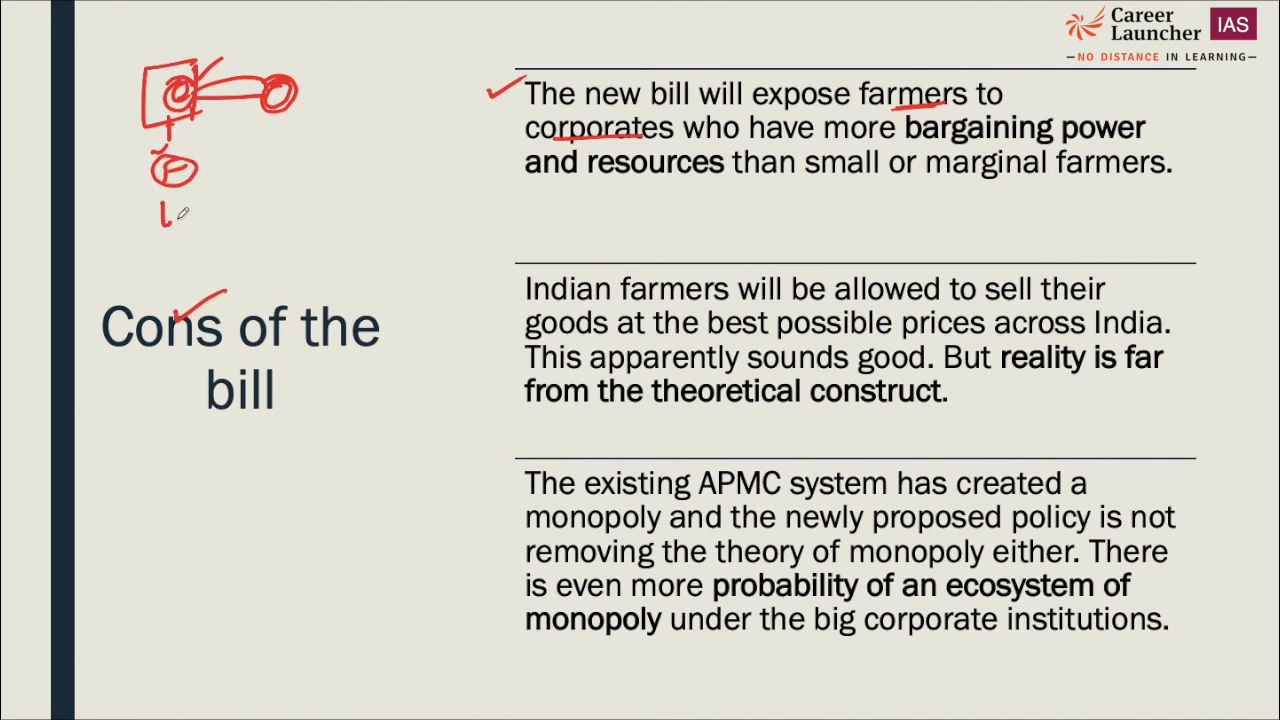 Career
Launcher IAS
NO DISTANCE IN LEARNING
The new bill will expose farmers to
corporates who have more bargaining power
and resources than small or marginal farmers.
F
Cons of the
bill
Indian farmers will be allowed to sell their
goods at the best possible prices across India.
This apparently sounds good. But reality is far
from the theoretical construct.
The existing APMC system has created a
monopoly and the newly proposed policy is not
removing the theory of monopoly either. There
is even more probability of an ecosystem of
monopoly under the big corporate institutions.